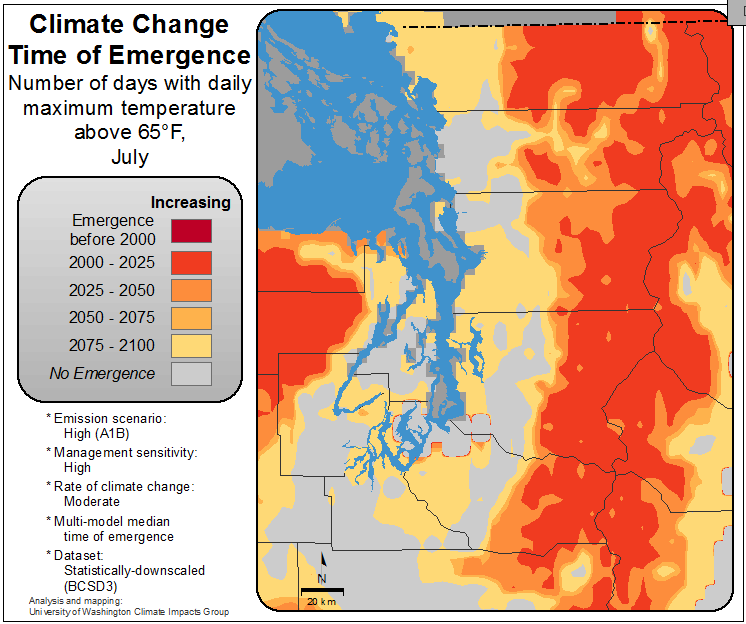 Climate Change
Time of Emergence
Number of days with daily
maximum temperature
above 65°F,
July
Increasing
Emergence
before 2000
2000 - 2025
2025 - 2050
2050 - 2075
2075 - 2100
No Emergence
* Emission scenario:
High (A1B)
* Management sensitivity:
High
* Rate of climate change:
Moderate
* Multi-model median
time of emergence
* Dataset:
Statistically-downscaled
(BCSD3)
Analysis and mapping:
University of Washington Climate Impacts Group
N
20 km